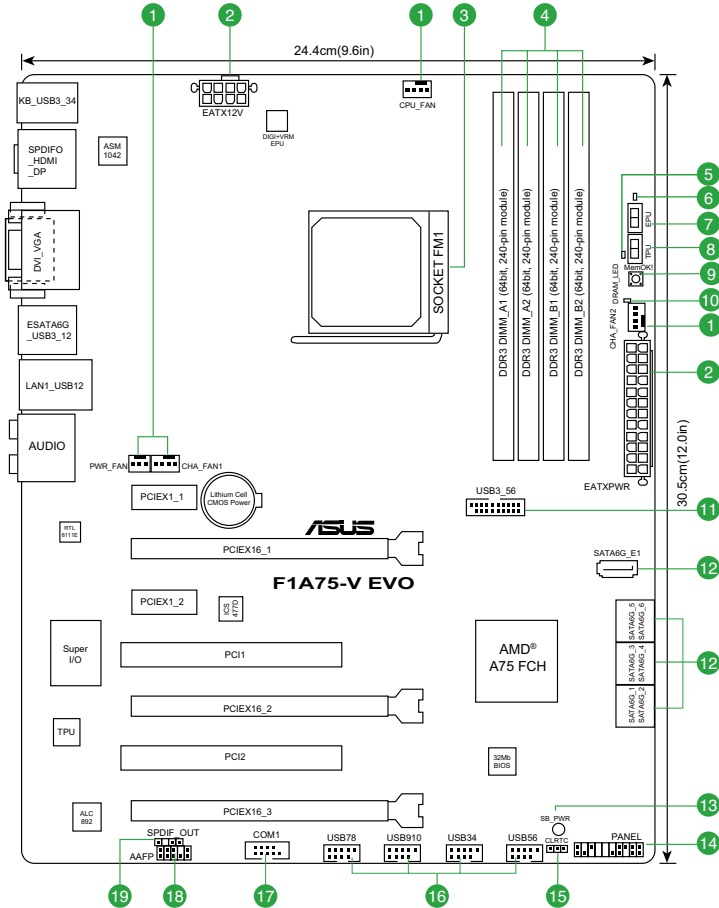 1
2
1
3
4
24.4cm(9.6in)
KB_USB3_34
EATX12V
CPU_FAN
DIGI+VRM
EPU
ASM
1042
SPDIFO
_HDMI
_DP
DVI_VGA
SOCKET FM1
DDR3 DIMM_A1 (64bit, 240-pin module)
DDR3 DIMM_A2 (64bit, 240-pin module)
DDR3 DIMM_B1 (64bit, 240-pin module)
DDR3 DIMM_B2 (64bit, 240-pin module)
5
6
EPU
7
TPU
8
MemOK!
9
DRAM_LED
10
CHA_FAN2
1
2
ESATA6G
_USB3_12
LAN1_USB12
AUDIO
PWR_FAN
CHA_FAN1
EATXPWR
30.5cm(12.0in)
PCIEX1_1
Lithium Cell
CMOS Power
USB3_56
11
RTL
8111E
ASUS
PCIEX16_1
SATA6G_E1
12
F1A75-V EVO
PCIEX1_2
ICS
477D
SATA6G_5
SATA6G_6
Super
I/O
PCI1
AMD®
A75 FCH
SATA6G_3
SATA6G_4
12
SATA6G_1
SATA6G_2
PCIEX16_2
TPU
PCI2
32Mb
BIOS
ALC
892
PCIEX16_3
SB_PWR
13
SPDIF_OUT
COM1
USB78
USB910
USB34
USB56
CLRTC
PANEL
14
AAFP
19
18
17
16
15